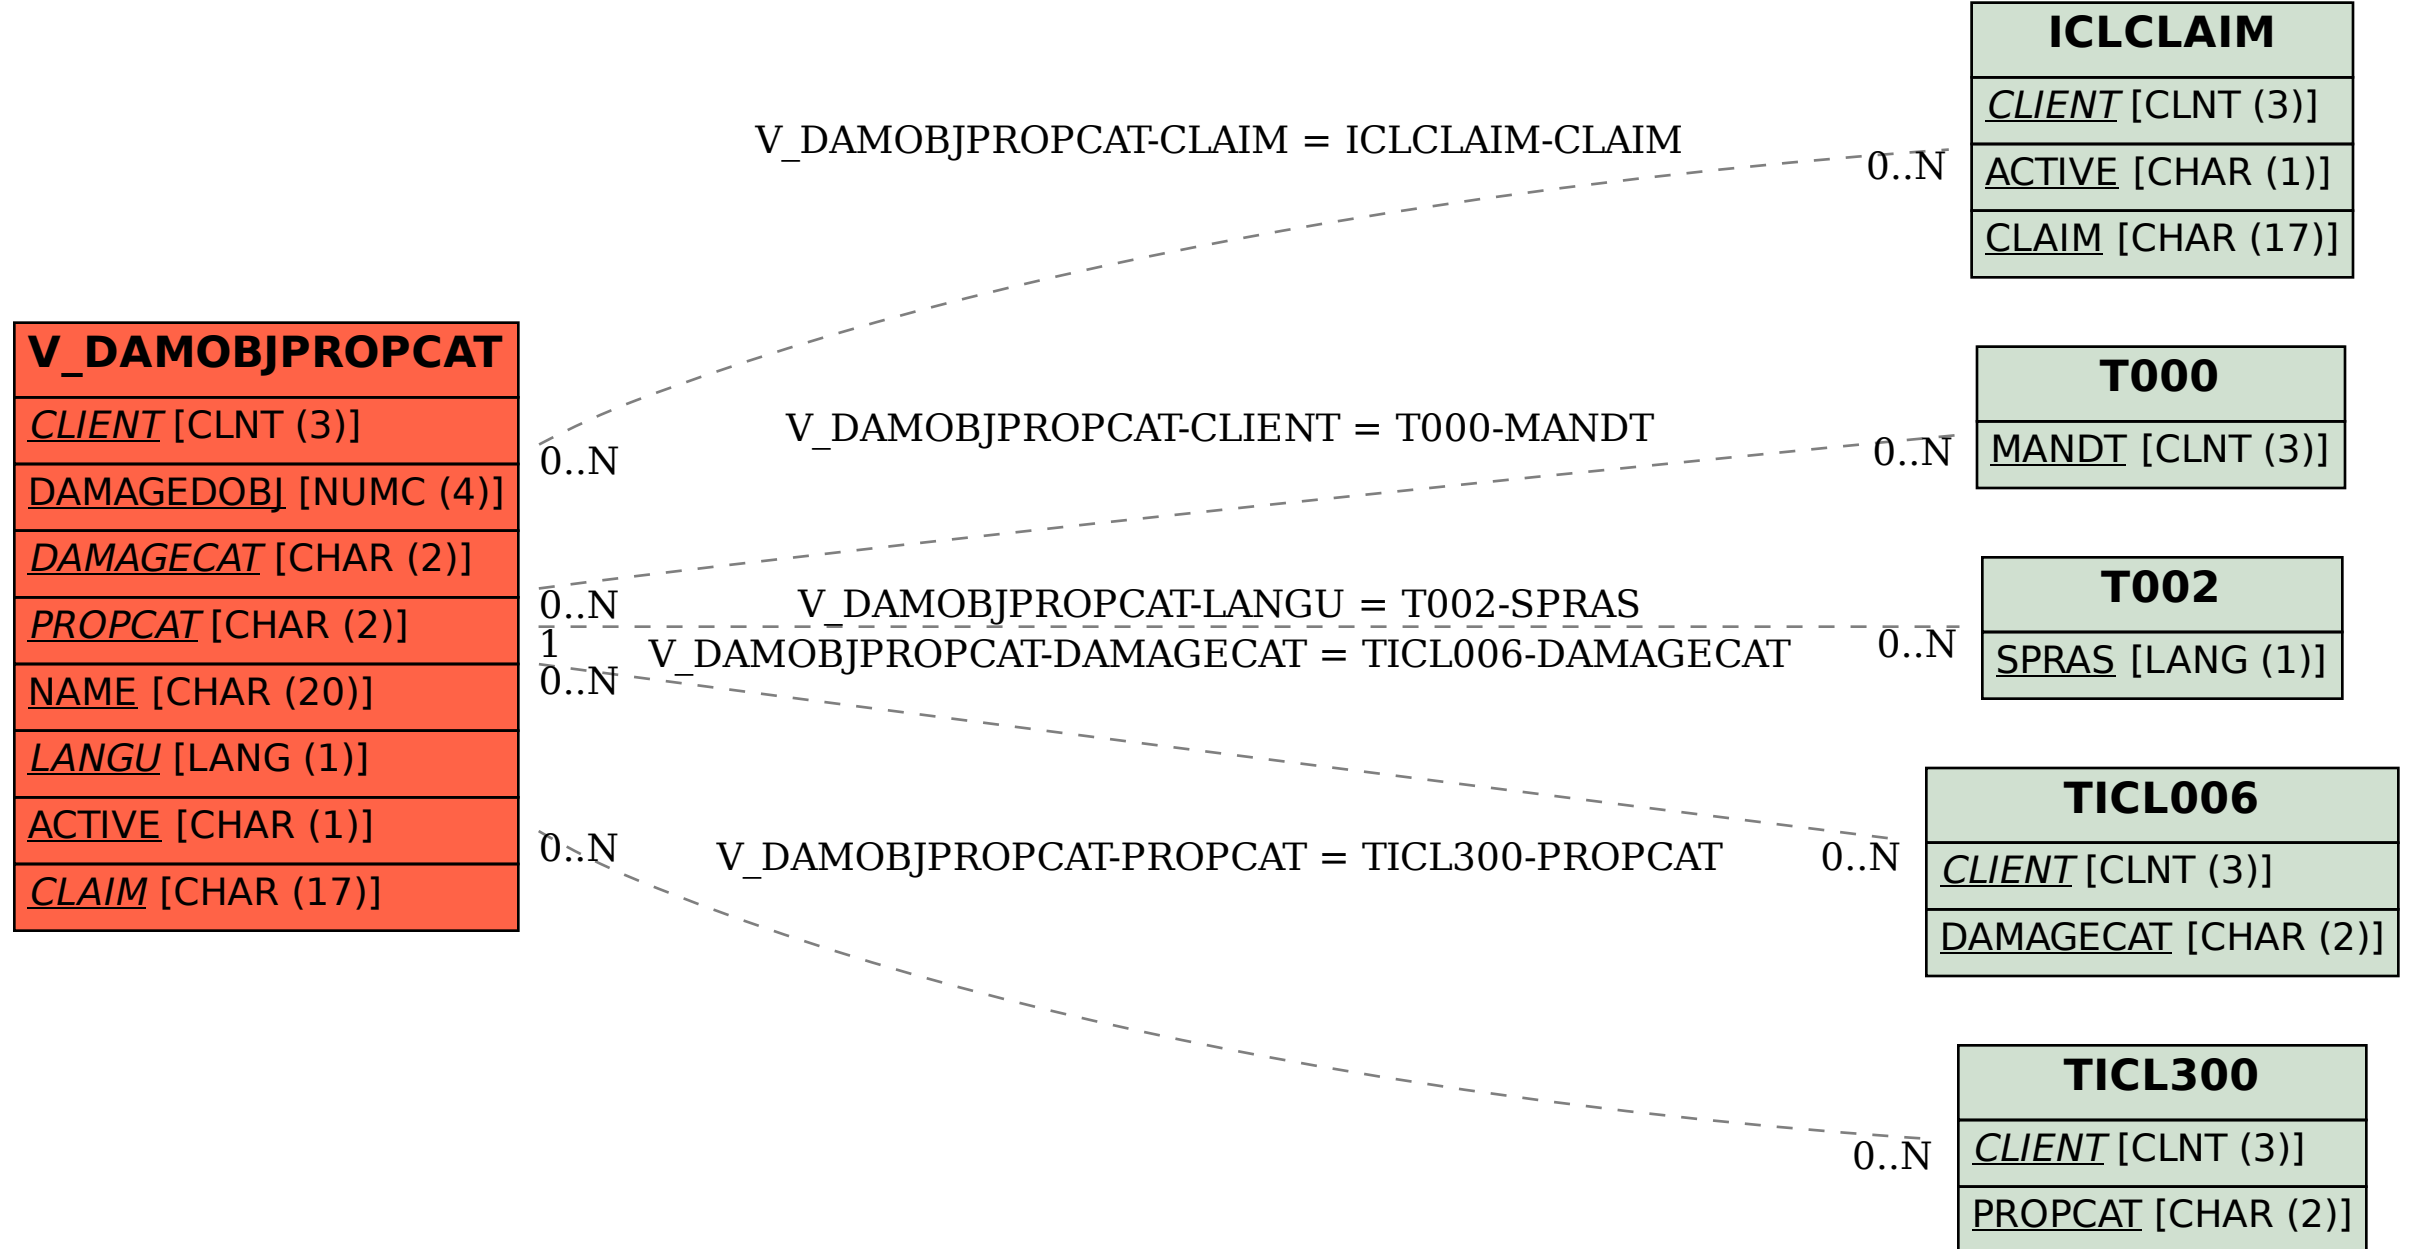 V_DAMOBJPROPCAT
CLIENT [CLNT (3)]
DAMAGEDOBJ [NUMC (4)]
DAMAGECAT [CHAR (2)]
PROPCAT [CHAR (2)]
NAME [CHAR (20)]
LANGU [LANG (1)]
ACTIVE [CHAR (1)]
CLAIM [CHAR (17)]
V_DAMOBJPROPCAT-CLAIM = ICLCLAIM-CLAIM
0..N
0..N
V_DAMOBJPROPCAT-CLIENT = T000-MANDT
0..N
0..N
V_DAMOBJPROPCAT-LANGU = T002-SPRAS
1
0..N
V_DAMOBJPROPCAT-DAMAGECAT = TICL006-DAMAGECAT
0..N
0..N
V_DAMOBJPROPCAT-PROPCAT = TICL300-PROPCAT
0..N
0..N
ICLCLAIM
CLIENT [CLNT (3)]
ACTIVE [CHAR (1)]
CLAIM [CHAR (17)]
T000
MANDT [CLNT (3)]
T002
SPRAS [LANG (1)]
TICL006
CLIENT [CLNT (3)]
DAMAGECAT [CHAR (2)]
TICL300
CLIENT [CLNT (3)]
PROPCAT [CHAR (2)]